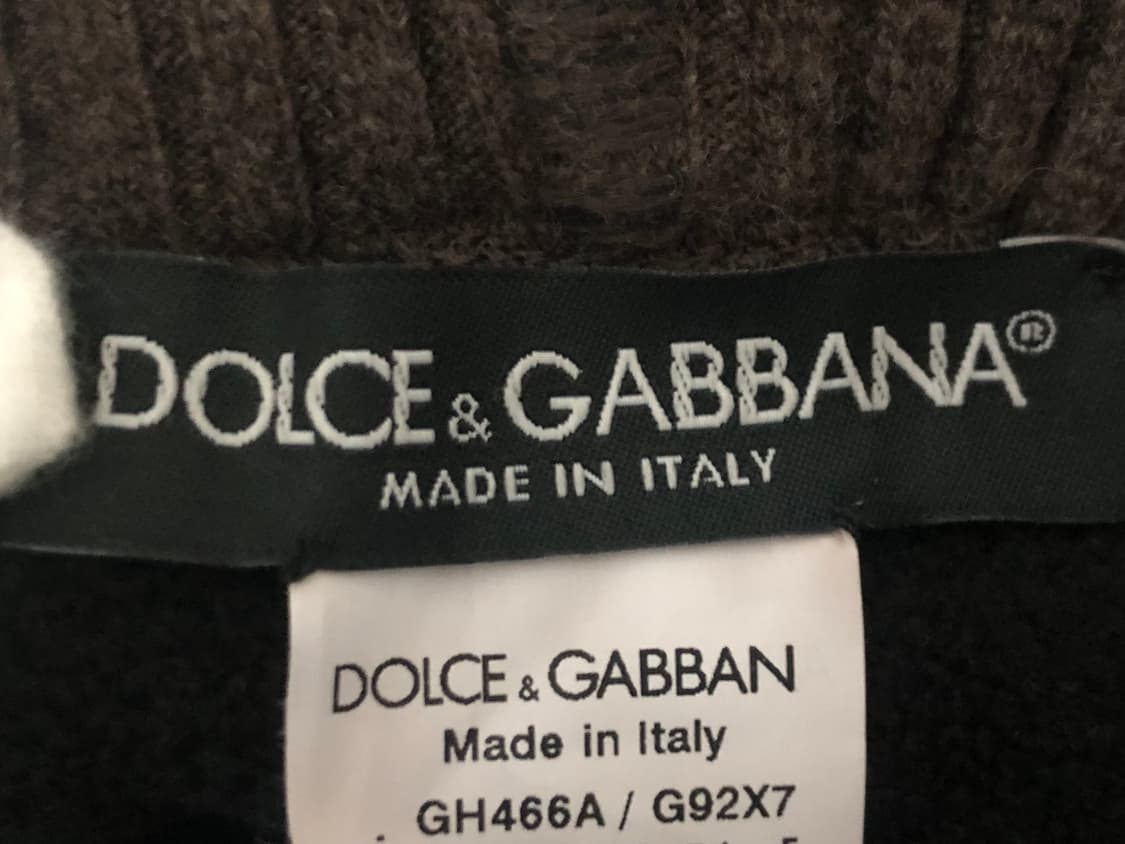 DOLCE & GABBANA®
MADE IN ITALY
DOLCE & GABBAN
Made in Italy
GH466A / G92X7